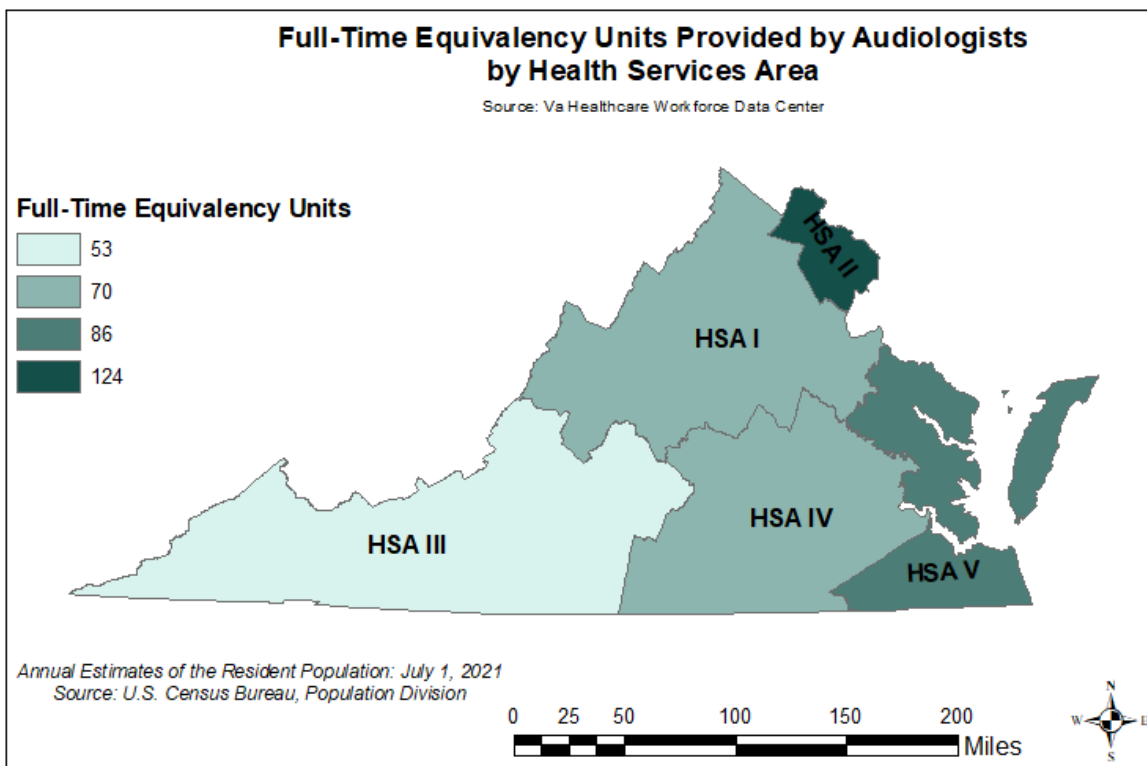 Full-Time Equivalency Units Provided by Audiologists
by Health Services Area
Source: Va Healthcare Workforce Data Center
Full-Time Equivalency Units
53
70
86
124
HSA II
HSA I
HSA IV
HSA III
HSA V
Annual Estimates of the Resident Population: July 1, 2021
Source: U.S. Census Bureau, Population Division
0 25 50 100 150 200
Miles
N
W E
S